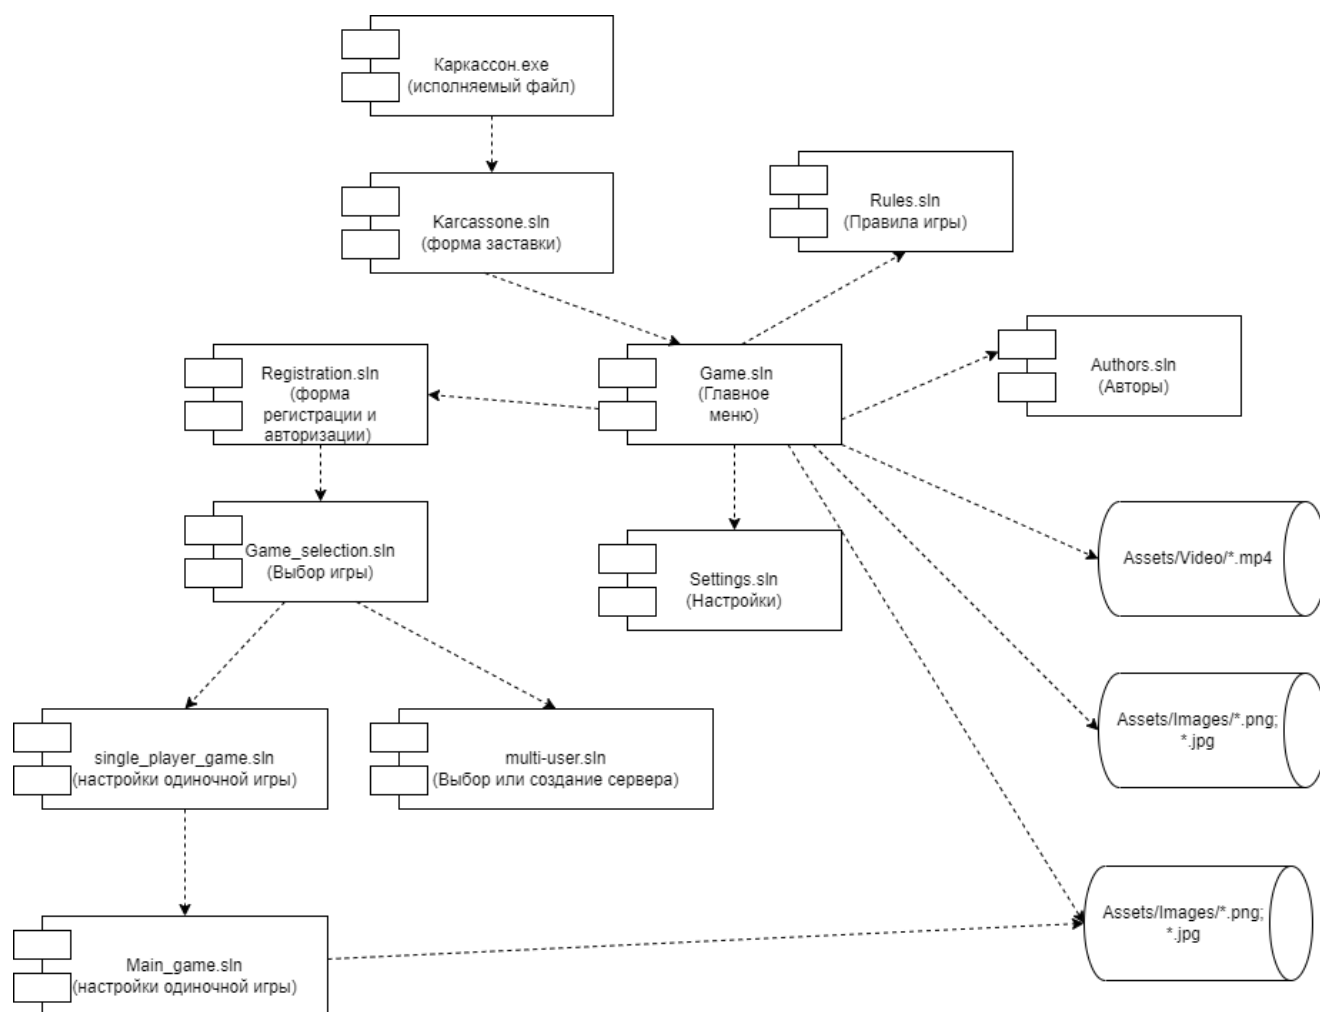 Каркассон.exe
(исполняемый файл)
Karcassone.sln
(форма заставки)
Rules.sln
(Правила игры)
Registration.sln
(форма
регистрации и
авторизации)
Game.sln
(Главное
меню)
Authors.sln
(Авторы)
Game_selection.sln
(Выбор игры)
Settings.sln
(Настройки)
Assets/Video/*.mp4
Assets/Images/*.png;
*.jpg
single_player_game.sln
(настройки одиночной игры)
multi-user.sln
(Выбор или создание сервера)
Assets/Images/*.png;
*.jpg
Main_game.sln
(настройки одиночной игры)